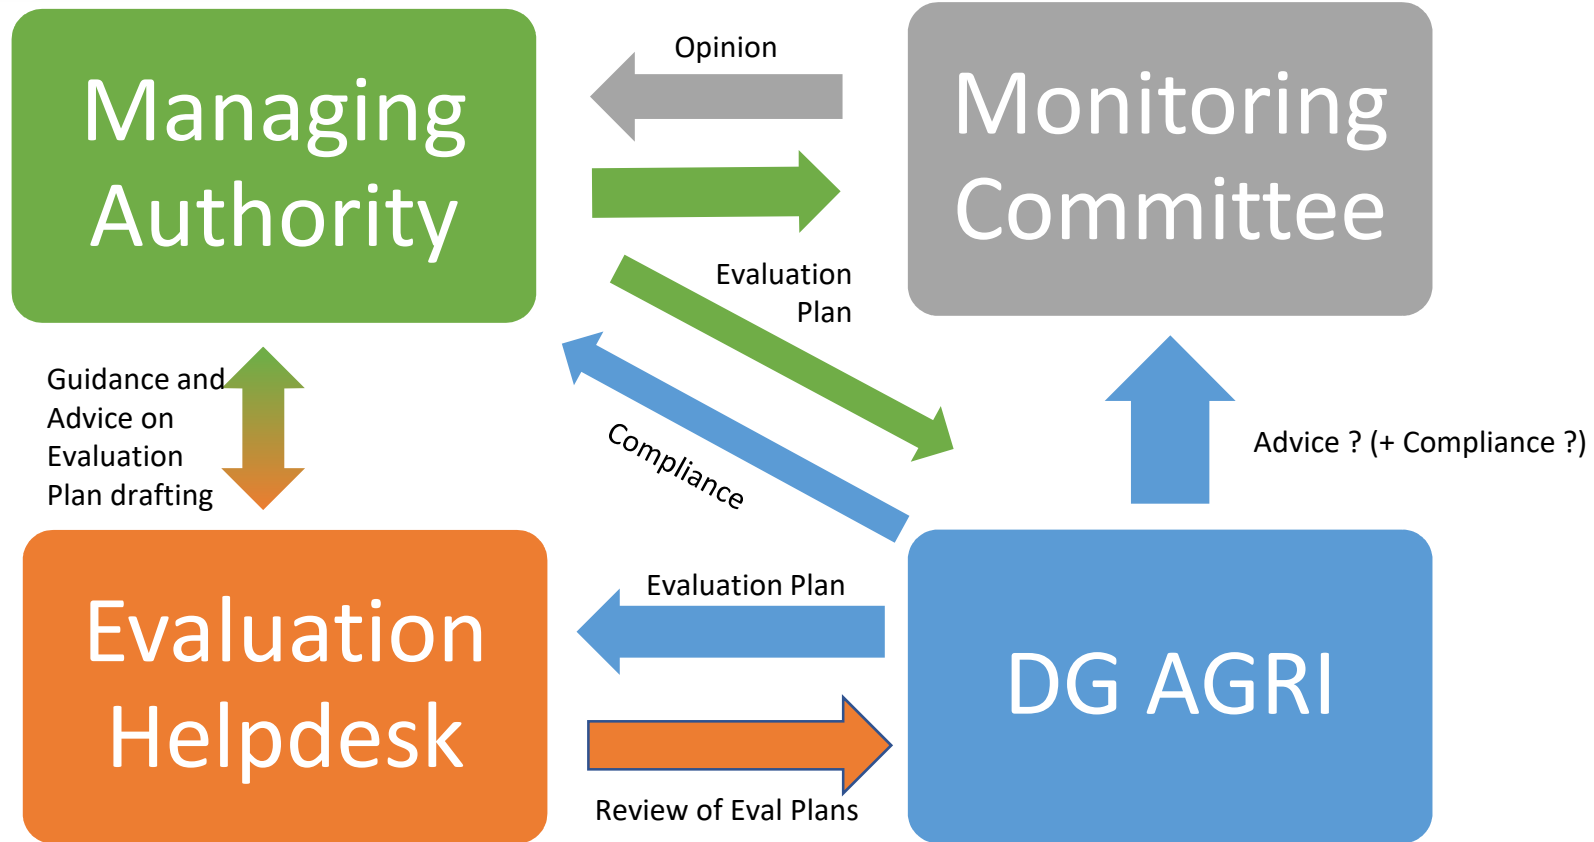 Managing
Authority
Opinion
Monitoring
Committee
Evaluation
Plan
Guidance and
Advice on
Evaluation
Plan drafting
Compliance
Advice ? (+ Compliance ?)
Evaluation
Helpdesk
Evaluation Plan
Review of Eval Plans
DG AGRI